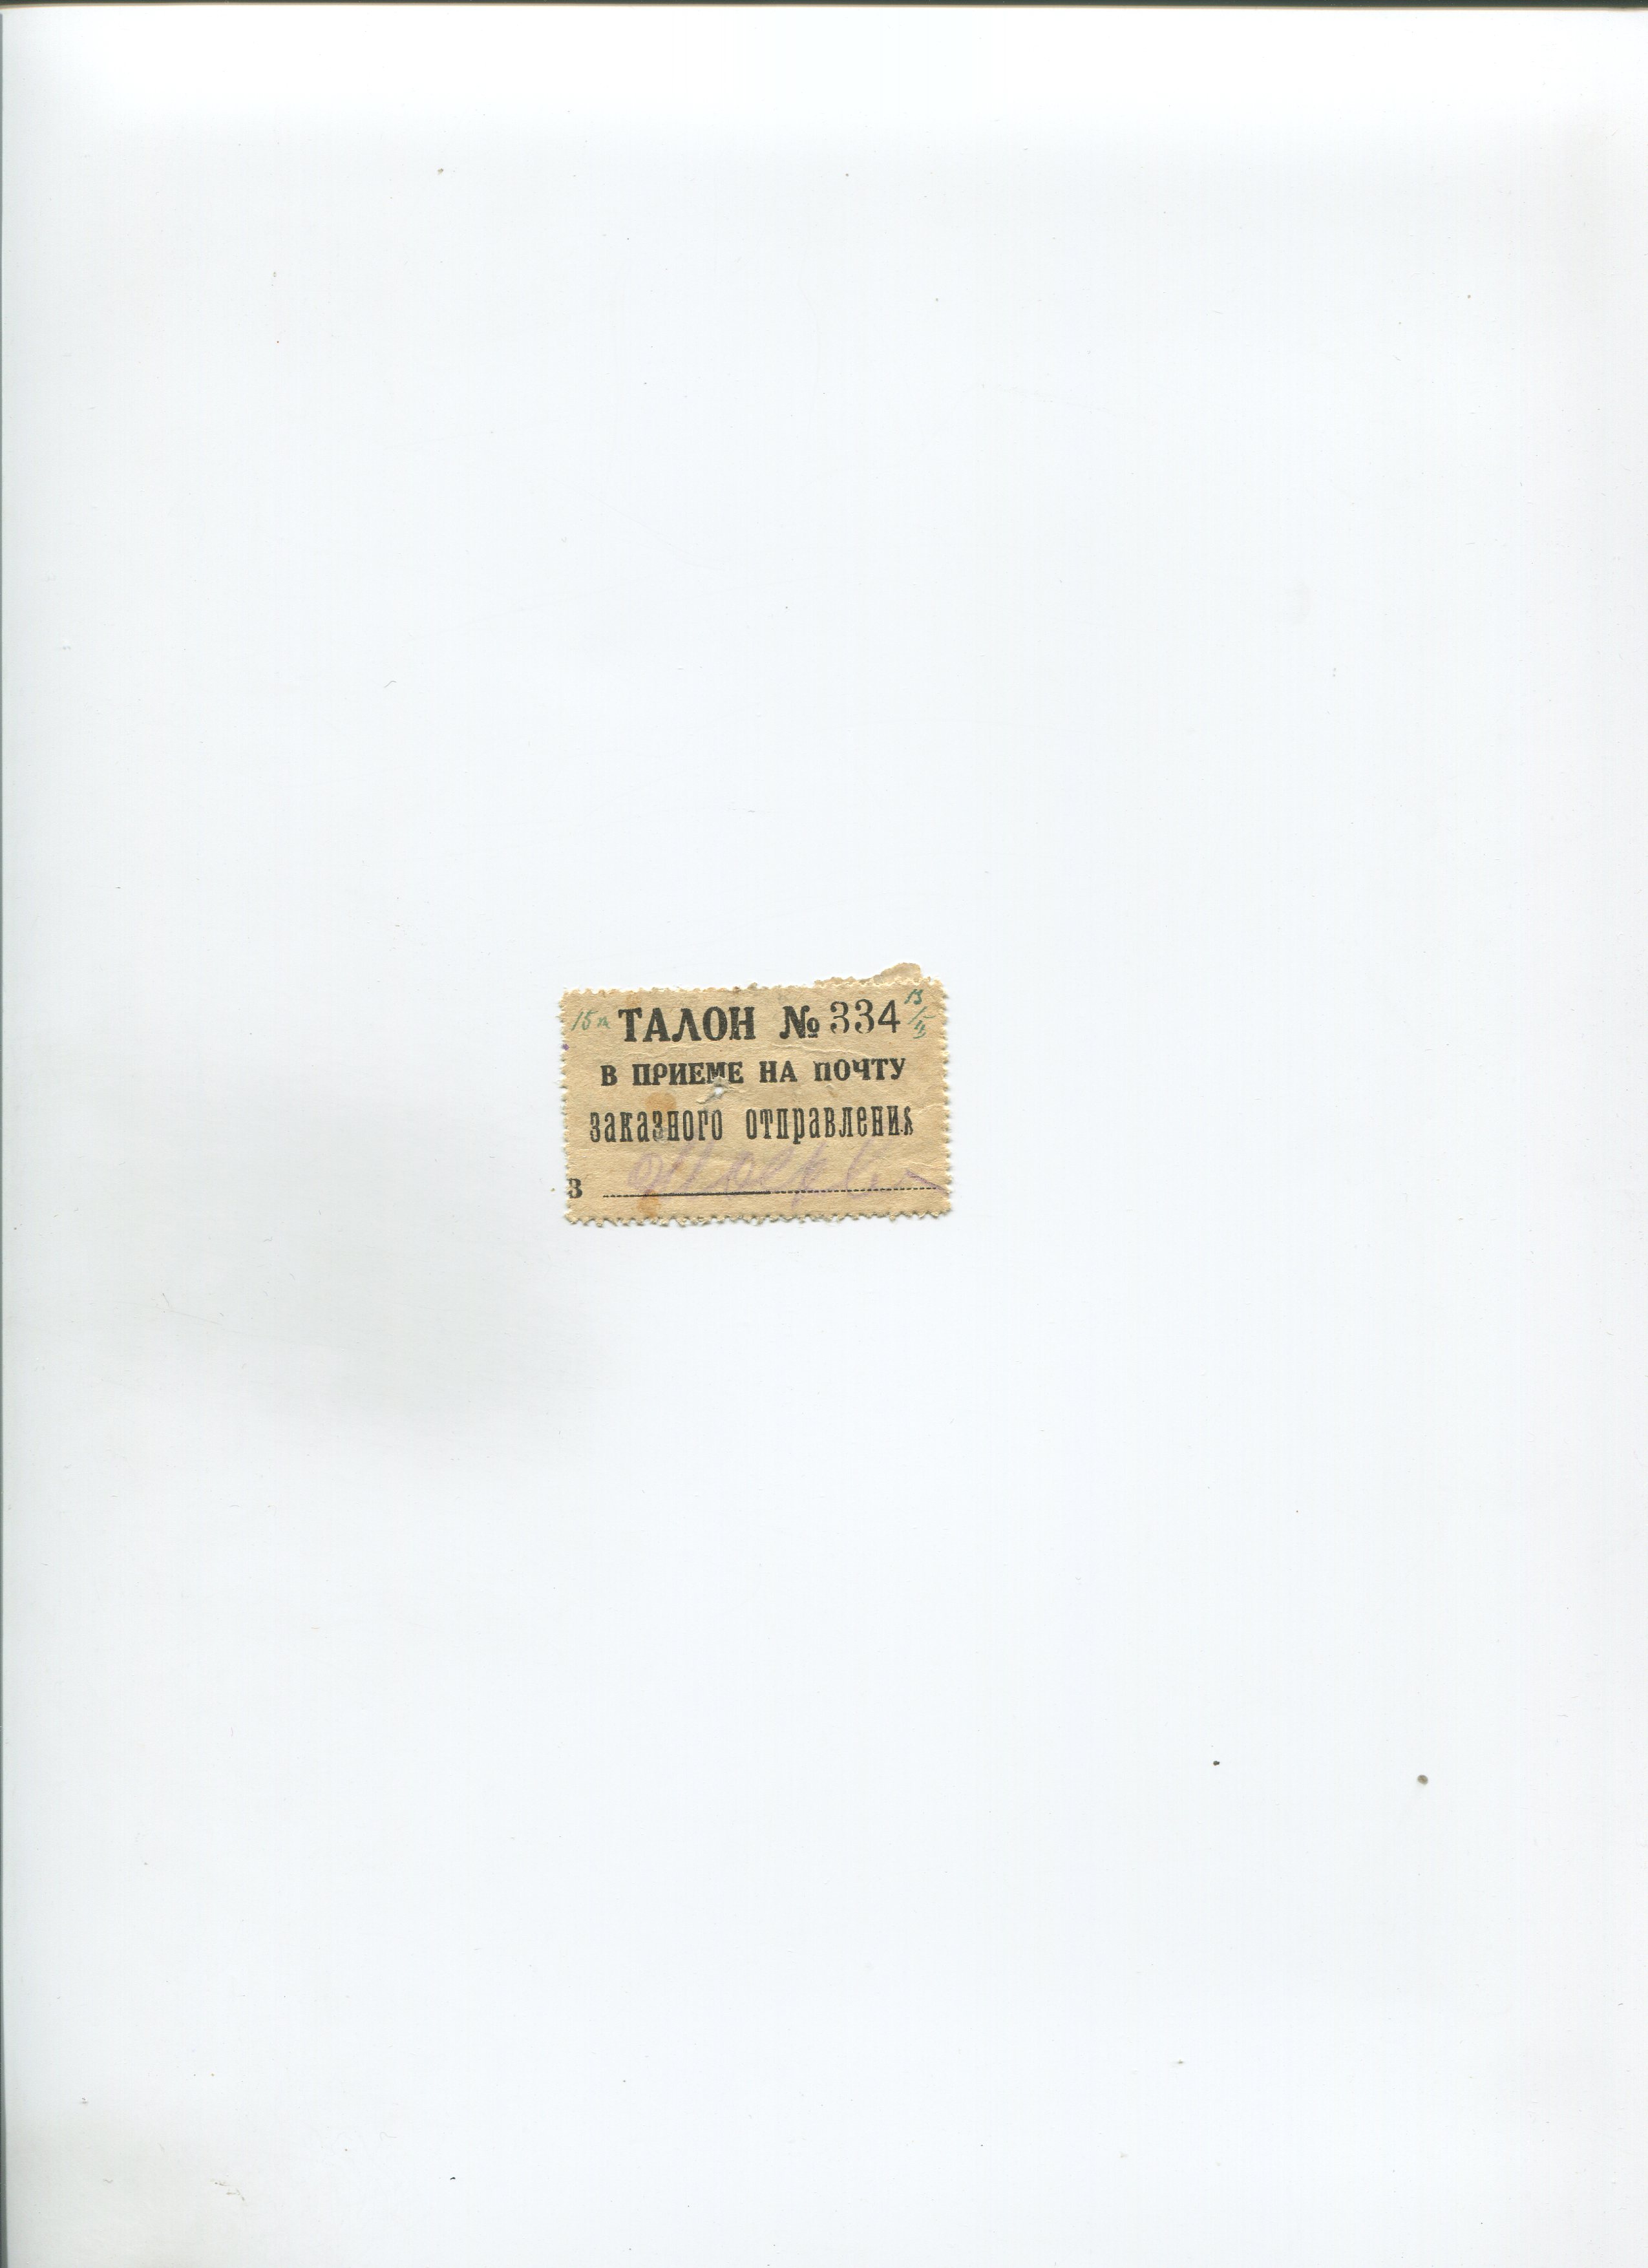 ТАЛОН № 334
В ПРИЕМЕ НА ПОЧТУ
заказного отправления
В